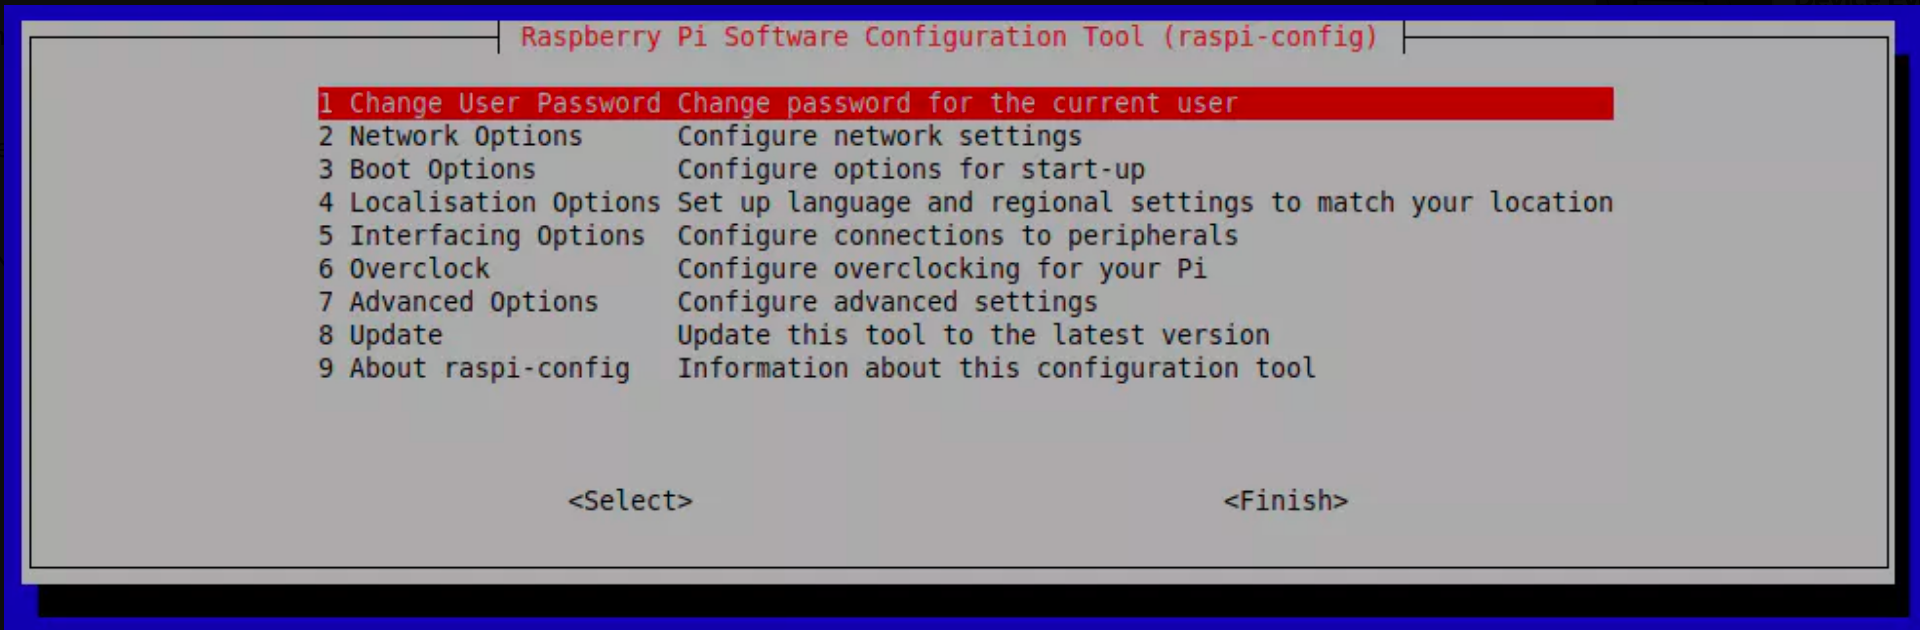 Raspberry Pi Software Configuration Tool (raspi-config)
1 Change User Password Change password for the current user
2 Network Options Configure network settings
3 Boot Options Configure options for start-up
4 Localisation Options Set up language and regional settings to match your location
5 Interfacing Options Configure connections to peripherals
6 Overclock Configure overclocking for your Pi
7 Advanced Options Configure advanced settings
8 Update Update this tool to the latest version
9 About raspi-config Information about this configuration tool
<Select> <Finish>